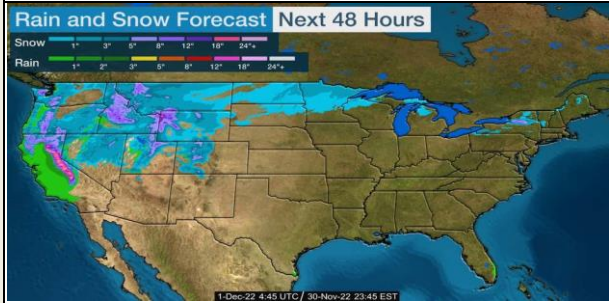 Rain and Snow Forecast Next 48 Hours
Snow
1" 3" 5" 8" 12" 18" 24"+
Rain
1" 2" 3" 5" 8" 12" 18" 24"+
1-Dec-22 4:45 UTC / 30-Nov-22 23:45 EST